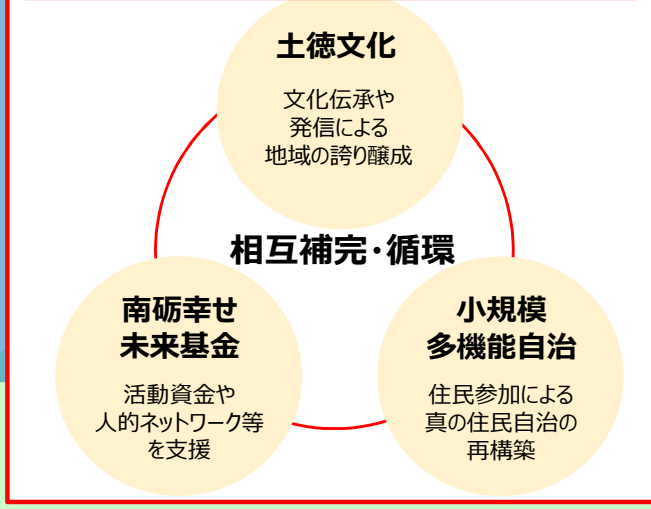 土徳文化
文化伝承や
発信による
地域の誇り醸成
相互補完・循環
南砺幸せ
未来基金
活動資金や
人的ネットワーク等
を支援
小規模
多機能自治
住民参加による
真の住民自治の
再構築